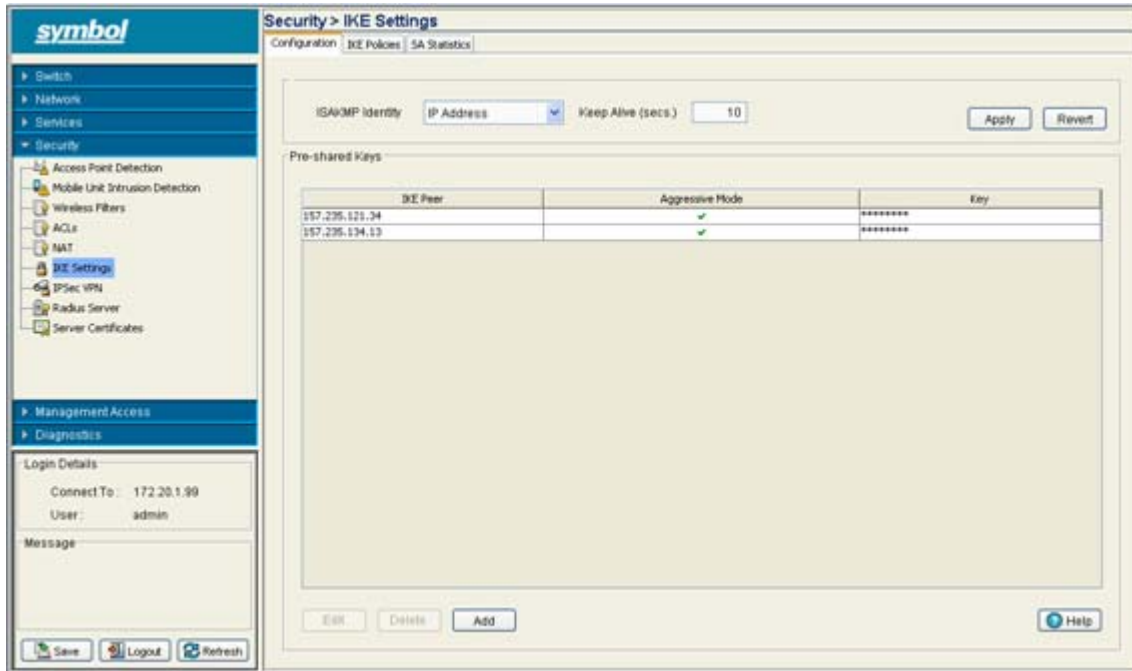 symbol
Switch
Network
Services
Security
Access Point Detection
Mobile Unit Intrusion Detection
Wireless Filters
ACLs
NAT
IKE Settings
IPSec VPN
Radius Server
Server Certificates
Management Access
Diagnostics
Login Details
Connect To : 172.20.1.99
User : admin
Message
Save Logout Refresh
Security > IKE Settings
Configuration IKE Policies SA Statistics
ISAKMP Identity IP Address Keep Alive (secs.) 10 Apply Revert
Pre-shared Keys
IKE Peer Aggressive Mode Key
157.235.121.34 ✔ ********
157.235.134.13 ✔ ********
Edit Delete Add Help